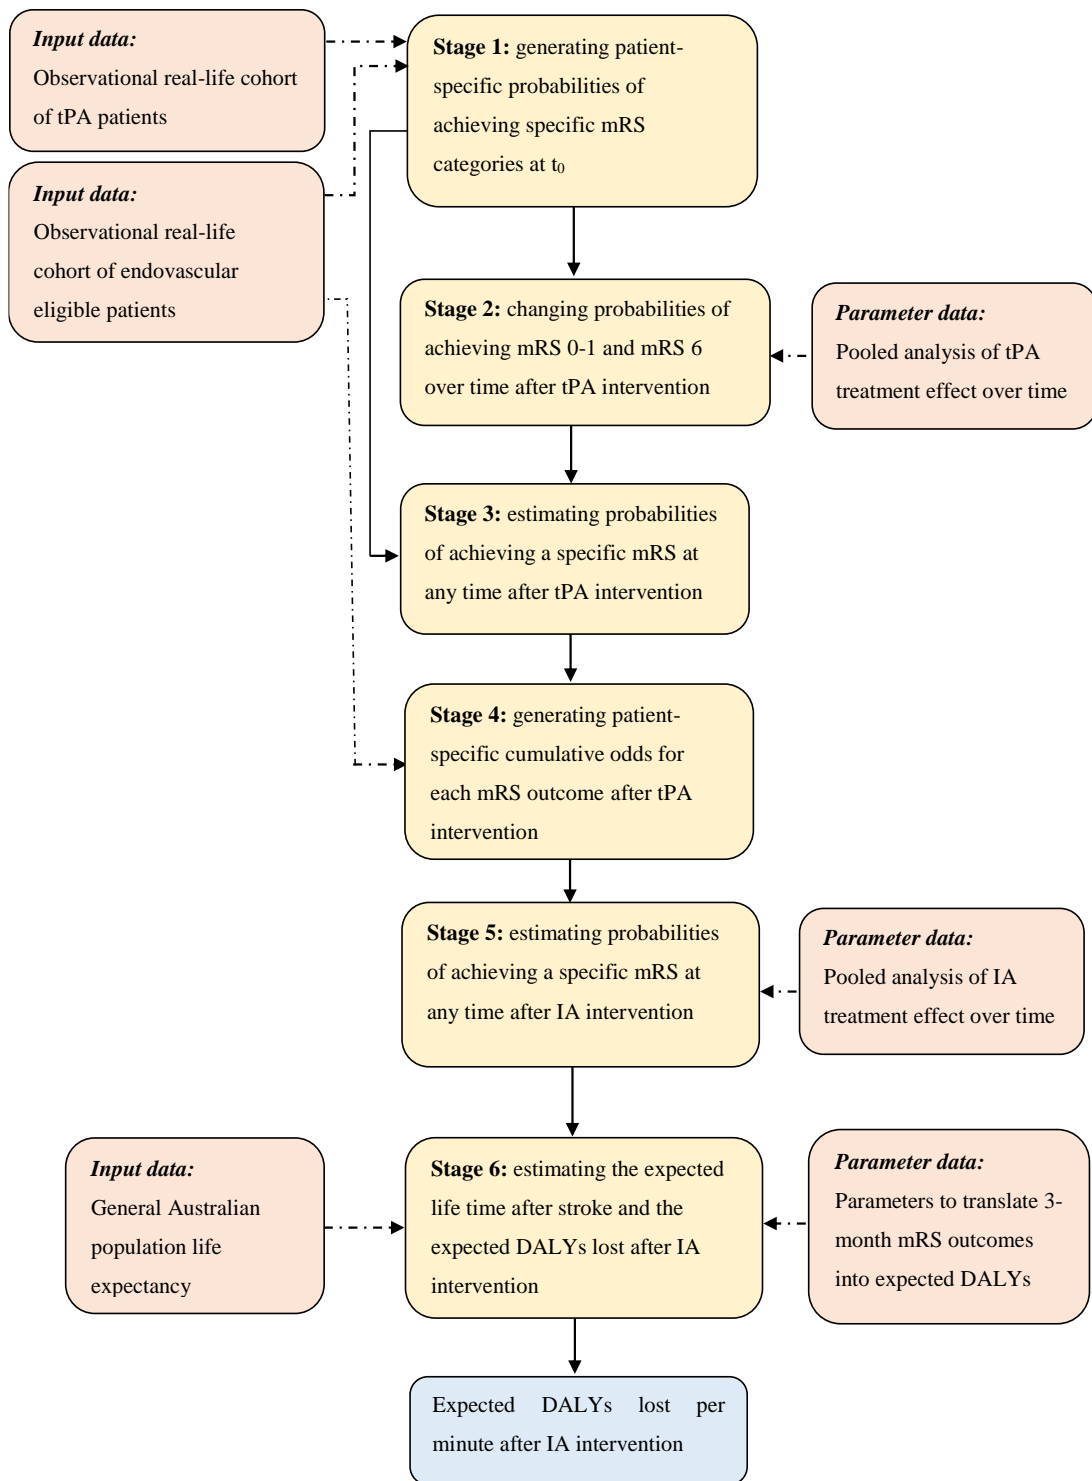 Input data:
Observational real-life cohort
of tPA patients
Stage 1: generating patient-
specific probabilities of
achieving specific mRS
categories at t₀
Input data:
Observational real-life
cohort of endovascular
eligible patients
Stage 2: changing probabilities of
achieving mRS 0-1 and mRS 6
over time after tPA intervention
Parameter data:
Pooled analysis of tPA
treatment effect over time
Stage 3: estimating probabilities
of achieving a specific mRS at
any time after tPA intervention
Stage 4: generating patient-
specific cumulative odds for
each mRS outcome after tPA
intervention
Stage 5: estimating probabilities
of achieving a specific mRS at
any time after IA intervention
Parameter data:
Pooled analysis of IA
treatment effect over time
Input data:
General Australian
population life
expectancy
Stage 6: estimating the expected
life time after stroke and the
expected DALYs lost after IA
intervention
Parameter data:
Parameters to translate 3-
month mRS outcomes
into expected DALYs
Expected DALYs lost per
minute after IA intervention